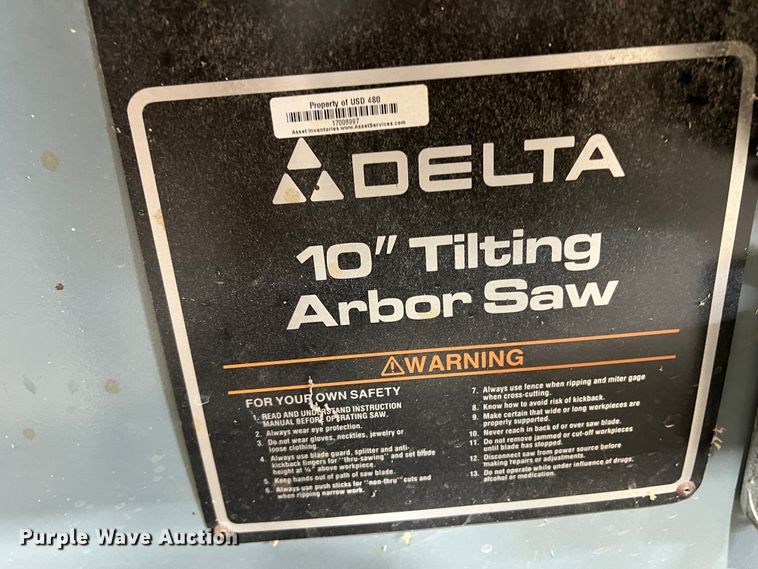 Property of USD 480
17008997
Asset Inventories www.AssetServices.com
DELTA
10" Tilting
Arbor Saw
⚠WARNING
FOR YOUR OWN SAFETY
1. READ AND UNDERSTAND INSTRUCTION
MANUAL BEFORE OPERATING SAW.
2. Always wear eye protection.
3. Do not wear gloves, neckties, jewelry or
loose clothing.
4. Always use blade guard, splitter and anti-
kickback fingers for "thru-sawing" and set blade
height at ⅛" above workpiece.
5. Keep hands out of path of saw blade.
6. Always use push sticks for "non-thru" cuts and
when ripping narrow work.
7. Always use fence when ripping and miter gage
when cross-cutting.
8. Know how to avoid risk of kickback.
9. Make certain that wide or long workpieces are
properly supported.
10. Never reach in back of or over saw blade.
11. Do not remove jammed or cut-off workpieces
until blade has stopped.
12. Disconnect saw from power source before
making repairs or adjustments.
13. Do not operate while under influence of drugs,
alcohol or medication.
Purple Wave Auction